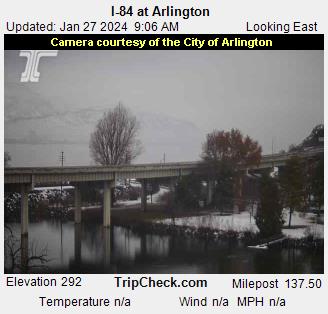 I-84 at Arlington
Updated: Jan 27 2024 9:06 AM Looking East
Camera courtesy of the City of Arlington
Elevation 292 TripCheck.com Milepost 137.50
Temperature n/a Wind n/a MPH n/a